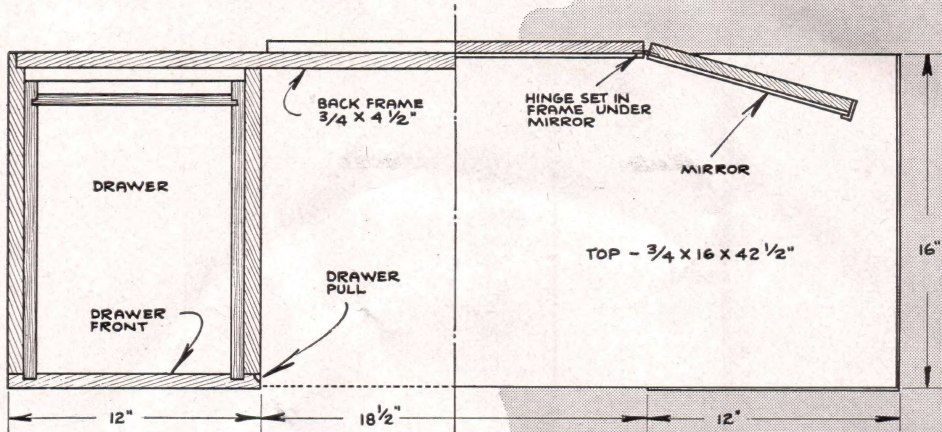 BACK FRAME
3/4 X 4 1/2"
HINGE SET IN
FRAME UNDER
MIRROR
MIRROR
DRAWER
TOP - 3/4 X 16 X 42 1/2"
16"
DRAWER
PULL
DRAWER
FRONT
12"
18 1/2"
12"